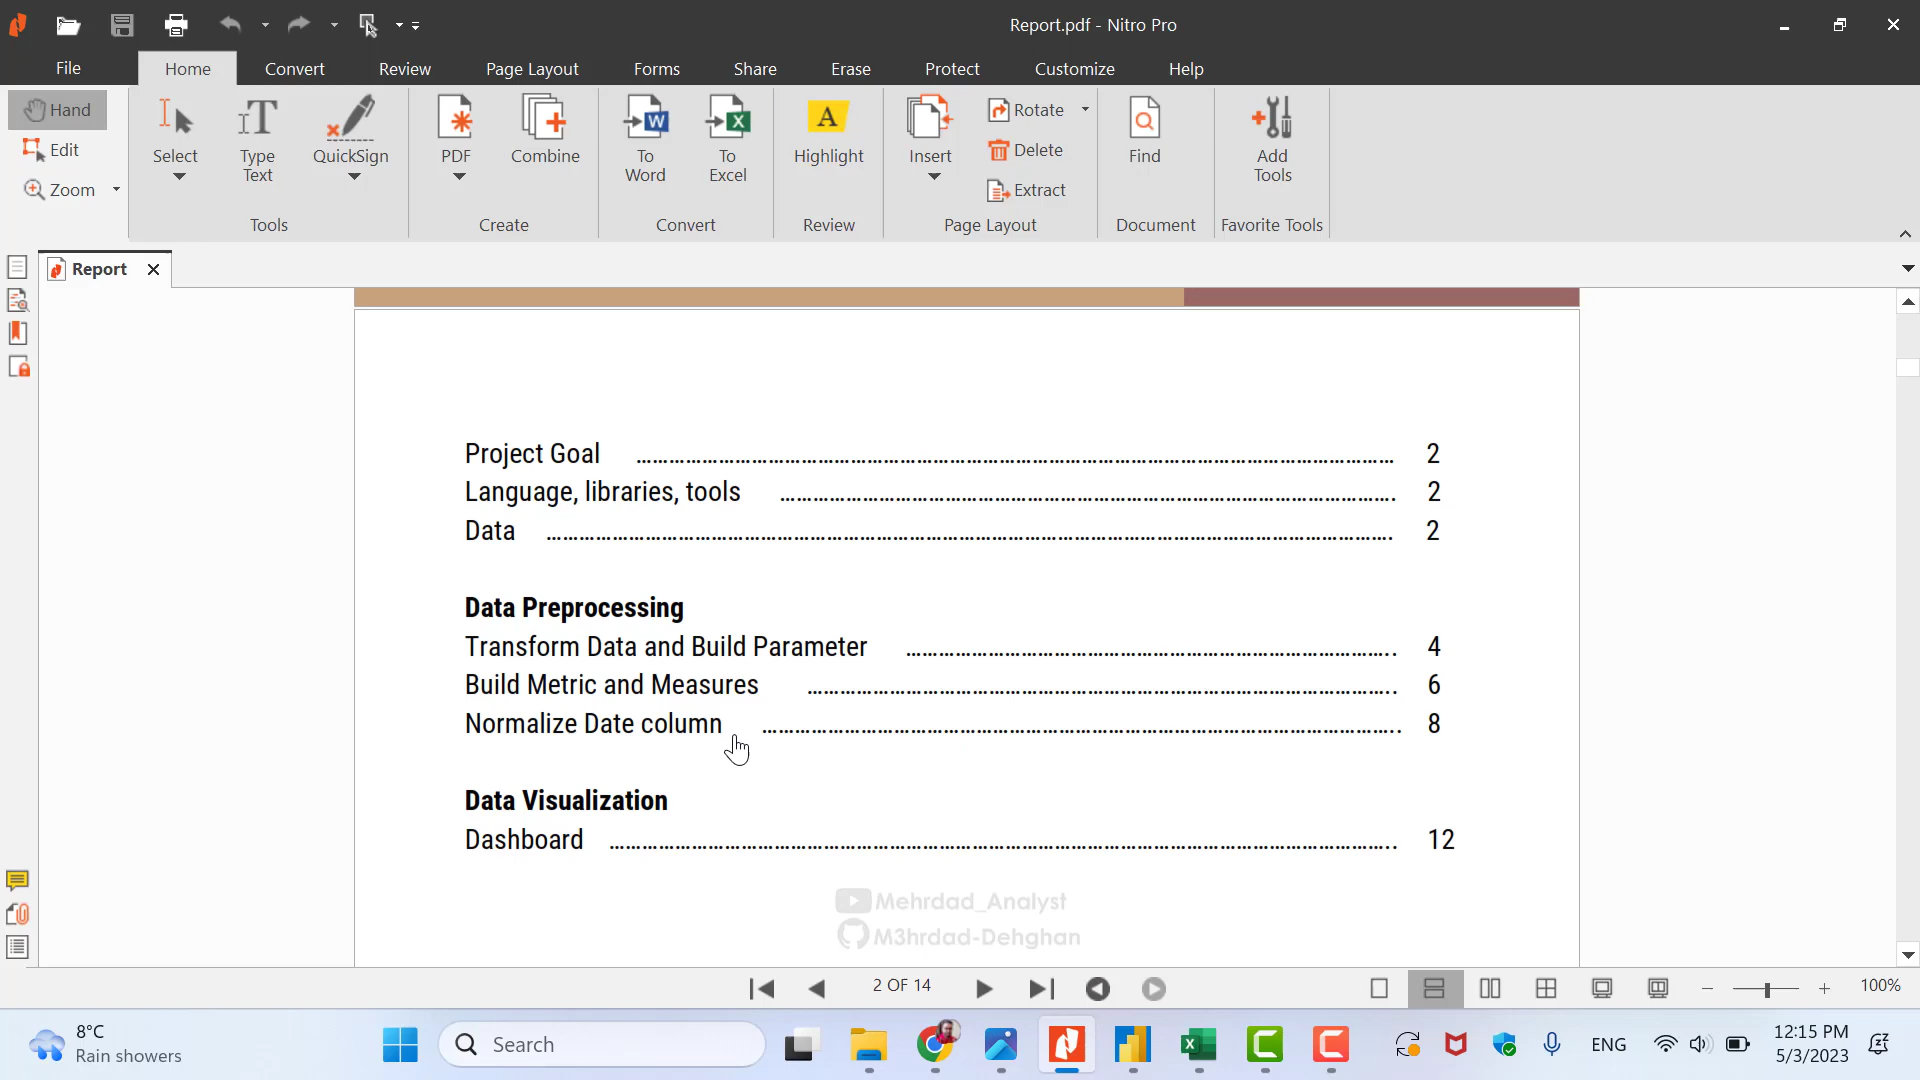 Report.pdf - Nitro Pro
File
Home
Convert
Review
Page Layout
Forms
Share
Erase
Protect
Customize
Help
Hand
Edit
Zoom
Select
Type
Text
QuickSign
Tools
PDF
Combine
Create
To
Word
To
Excel
Convert
A
Highlight
Review
Insert
Rotate
Delete
Extract
Page Layout
Find
Document
Add
Tools
Favorite Tools
Report
Project Goal ........................................................................ 2
Language, libraries, tools ........................................................................ 2
Data ........................................................................ 2
Data Preprocessing
Transform Data and Build Parameter ........................................................................ 4
Build Metric and Measures ........................................................................ 6
Normalize Date column ........................................................................ 8
Data Visualization
Dashboard ........................................................................ 12
Mehrdad_Analyst
M3hrdad-Dehghan
2 OF 14
100%
8°C
Rain showers
Search
ENG
12:15 PM
5/3/2023